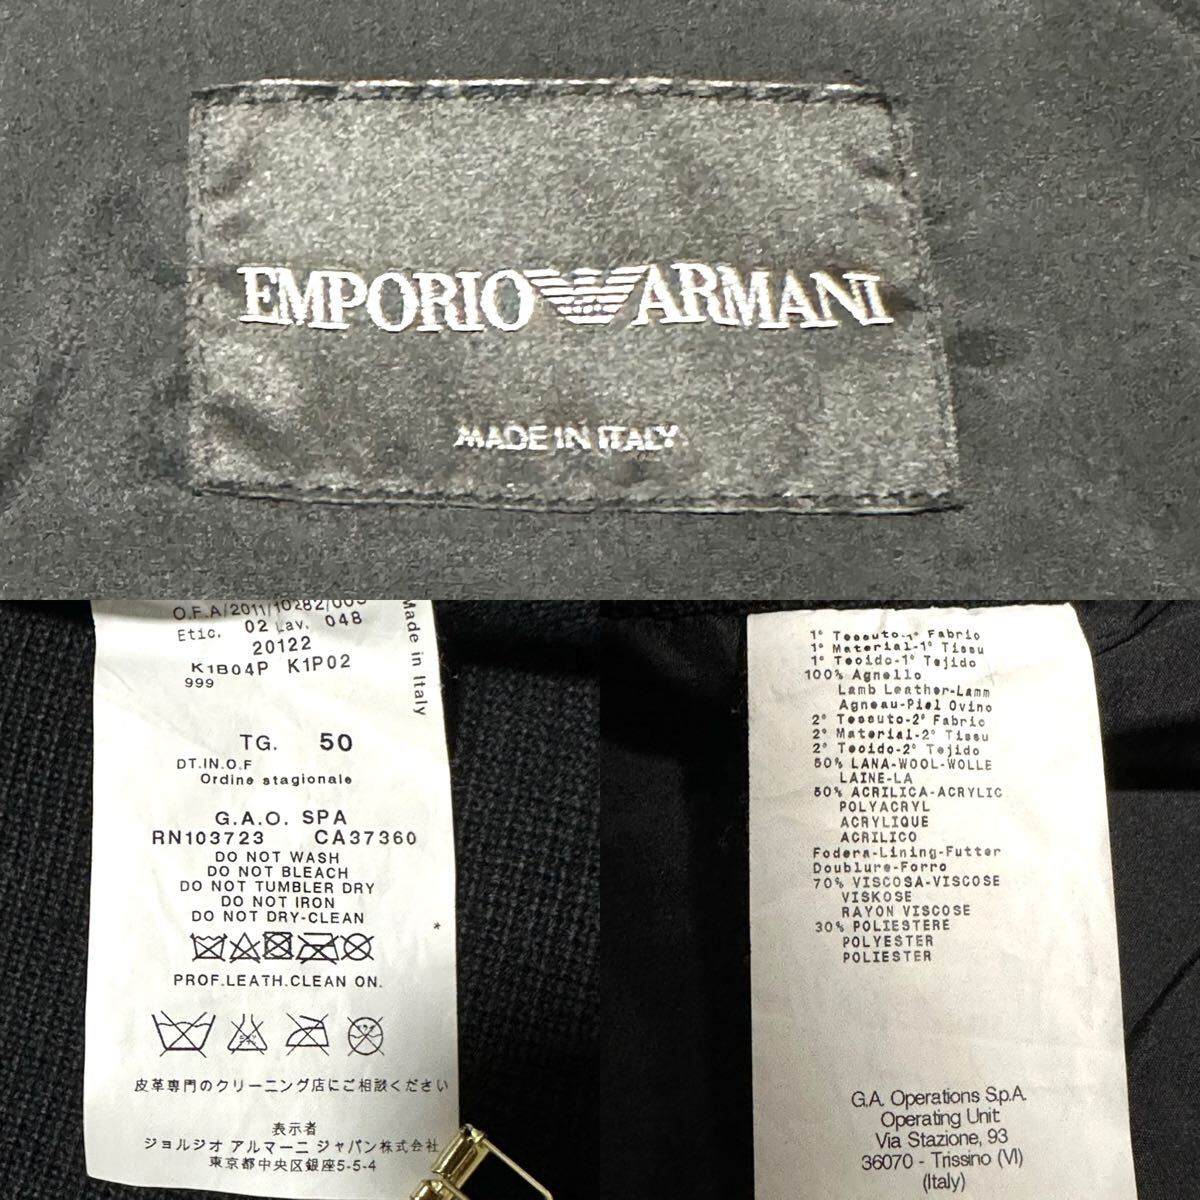 EMPORIO ARMANI
MADE IN ITALY
O.F.A/2011/10282/003
Etic. 02 Lav. 048
20122
K1B04P K1P02
999
Made in Italy
TG. 50
DT.IN.O.F
Ordine stagionale
G.A.O. SPA
RN103723 CA37360
DO NOT WASH
DO NOT BLEACH
DO NOT TUMBLER DRY
DO NOT IRON
DO NOT DRY-CLEAN
*
PROF.LEATH.CLEAN ON.
皮革専門のクリーニング店にご相談ください
表示者
ジョルジオ アルマーニ ジャパン株式会社
東京都中央区銀座5-5-4
1° Tessuto-1° Fabric
1° Material-1° Tissu
1° Tecido-1° Tejido
100% Agnello
Lamb Leather-Lamm
Agneau-Piel Ovino
2° Tessuto-2° Fabric
2° Material-2° Tissu
2° Tecido-2° Tejido
50% LANA-WOOL-WOLLE
LAINE-LA
50% ACRILICA-ACRYLIC
POLYACRYL
ACRYLIQUE
ACRILICO
Fodera-Lining-Futter
Doublure-Forro
70% VISCOSA-VISCOSE
VISKOSE
RAYON VISCOSE
30% POLIESTERE
POLYESTER
POLIESTER
G.A. Operations S.p.A.
Operating Unit:
Via Stazione, 93
36070 - Trissino (VI)
(Italy)